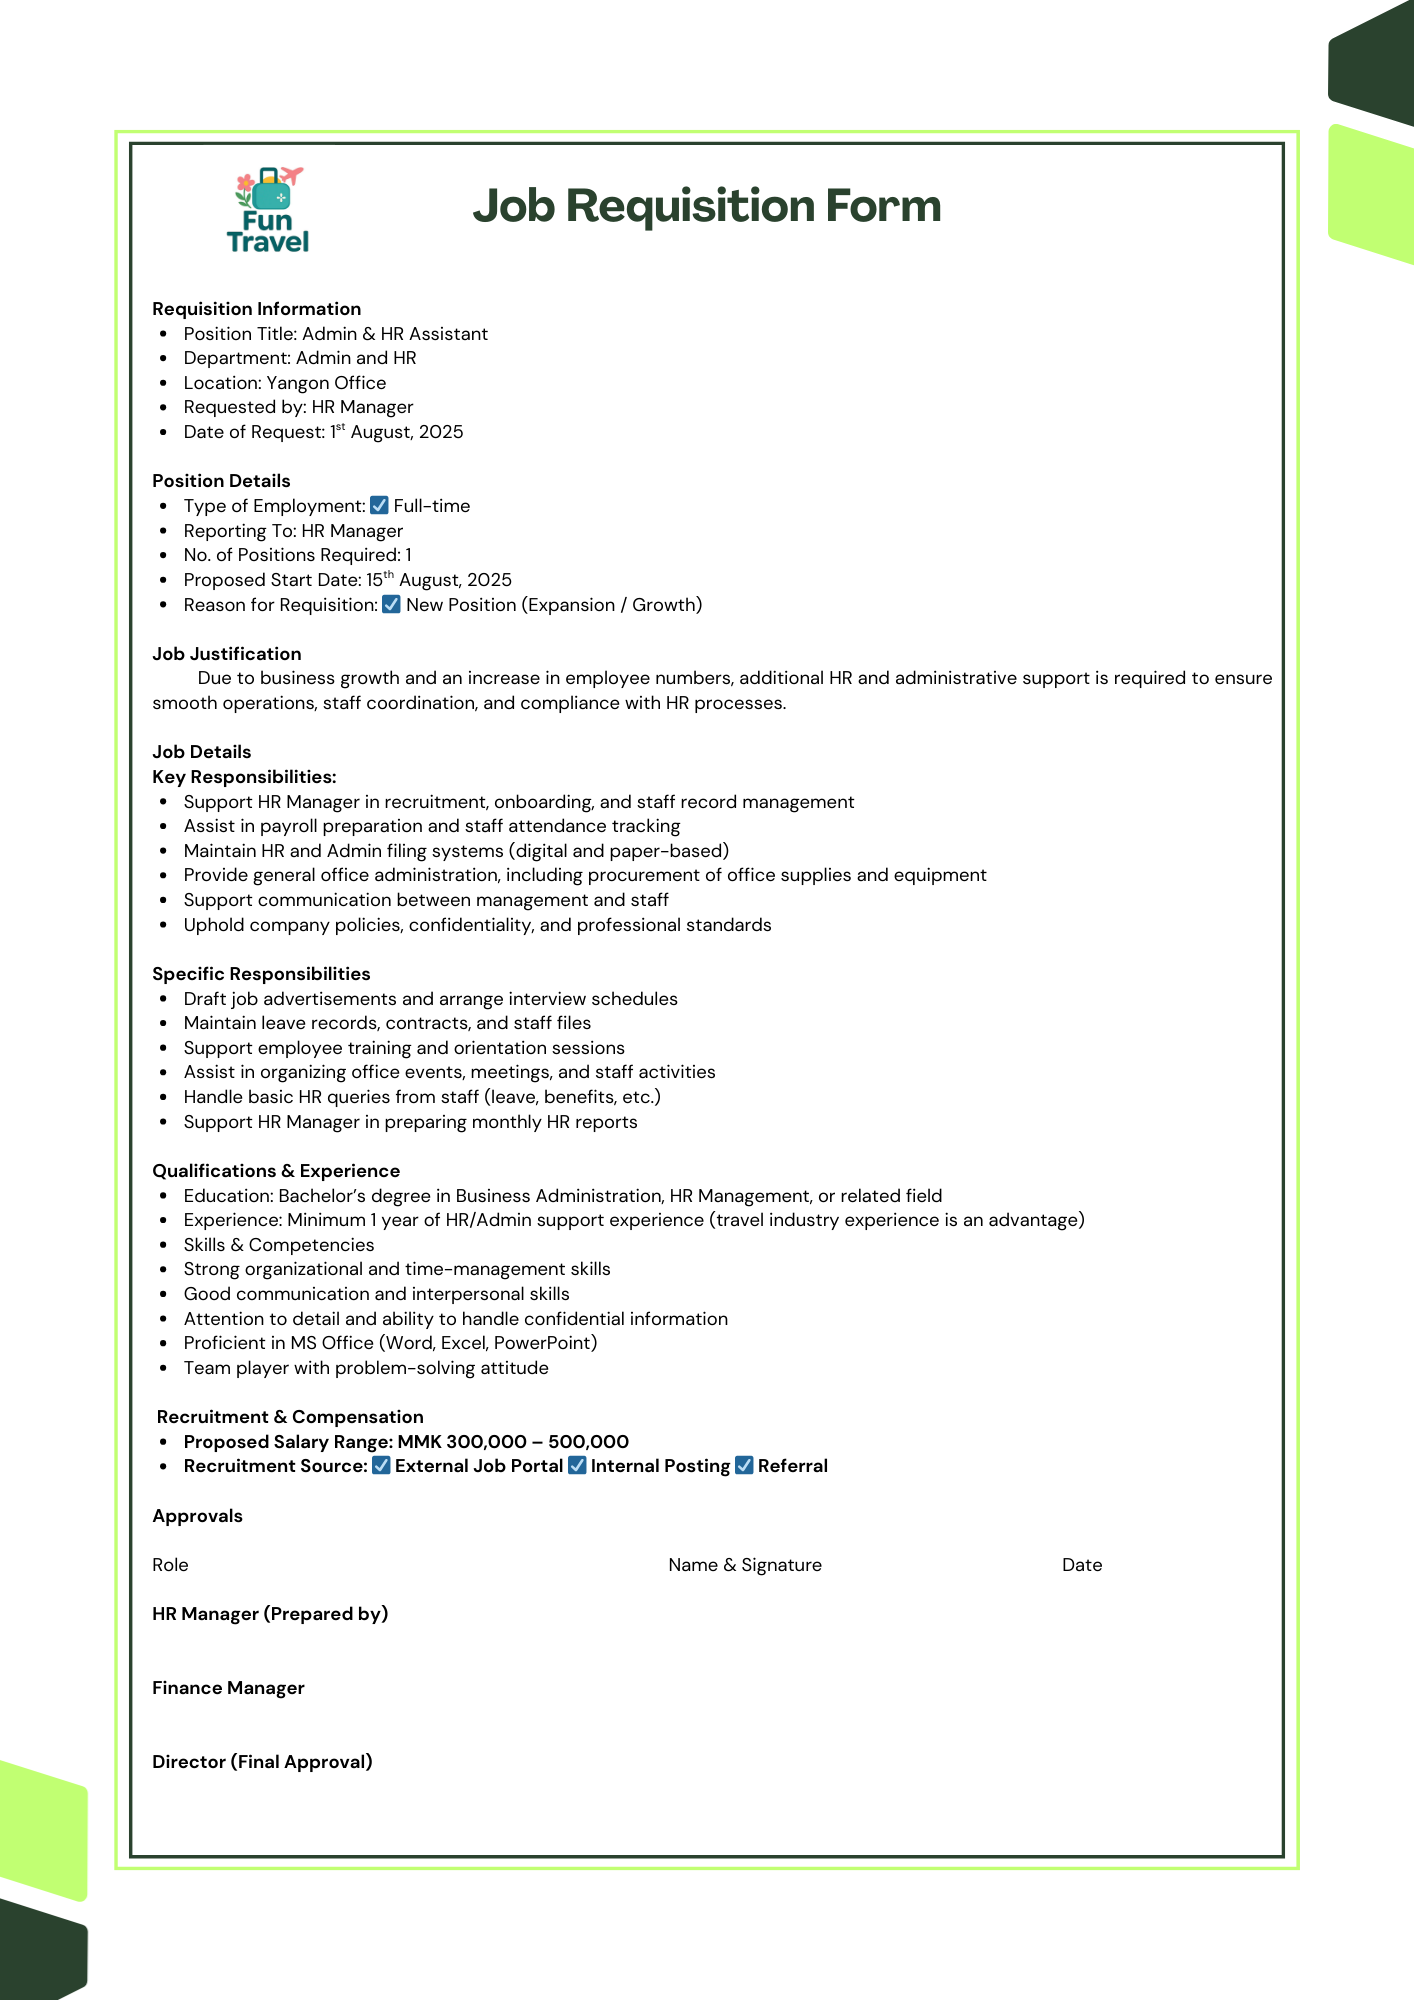 Fun
Travel
Job Requisition Form
Requisition Information
• Position Title: Admin & HR Assistant
• Department: Admin and HR
• Location: Yangon Office
• Requested by: HR Manager
• Date of Request: 1st August, 2025
Position Details
• Type of Employment: ☑ Full-time
• Reporting To: HR Manager
• No. of Positions Required: 1
• Proposed Start Date: 15th August, 2025
• Reason for Requisition: ☑ New Position (Expansion / Growth)
Job Justification
Due to business growth and an increase in employee numbers, additional HR and administrative support is required to ensure
smooth operations, staff coordination, and compliance with HR processes.
Job Details
Key Responsibilities:
• Support HR Manager in recruitment, onboarding, and staff record management
• Assist in payroll preparation and staff attendance tracking
• Maintain HR and Admin filing systems (digital and paper-based)
• Provide general office administration, including procurement of office supplies and equipment
• Support communication between management and staff
• Uphold company policies, confidentiality, and professional standards
Specific Responsibilities
• Draft job advertisements and arrange interview schedules
• Maintain leave records, contracts, and staff files
• Support employee training and orientation sessions
• Assist in organizing office events, meetings, and staff activities
• Handle basic HR queries from staff (leave, benefits, etc.)
• Support HR Manager in preparing monthly HR reports
Qualifications & Experience
• Education: Bachelor’s degree in Business Administration, HR Management, or related field
• Experience: Minimum 1 year of HR/Admin support experience (travel industry experience is an advantage)
• Skills & Competencies
• Strong organizational and time-management skills
• Good communication and interpersonal skills
• Attention to detail and ability to handle confidential information
• Proficient in MS Office (Word, Excel, PowerPoint)
• Team player with problem-solving attitude
Recruitment & Compensation
• Proposed Salary Range: MMK 300,000 – 500,000
• Recruitment Source: ☑ External Job Portal ☑ Internal Posting ☑ Referral
Approvals
Role Name & Signature Date
HR Manager (Prepared by)
Finance Manager
Director (Final Approval)